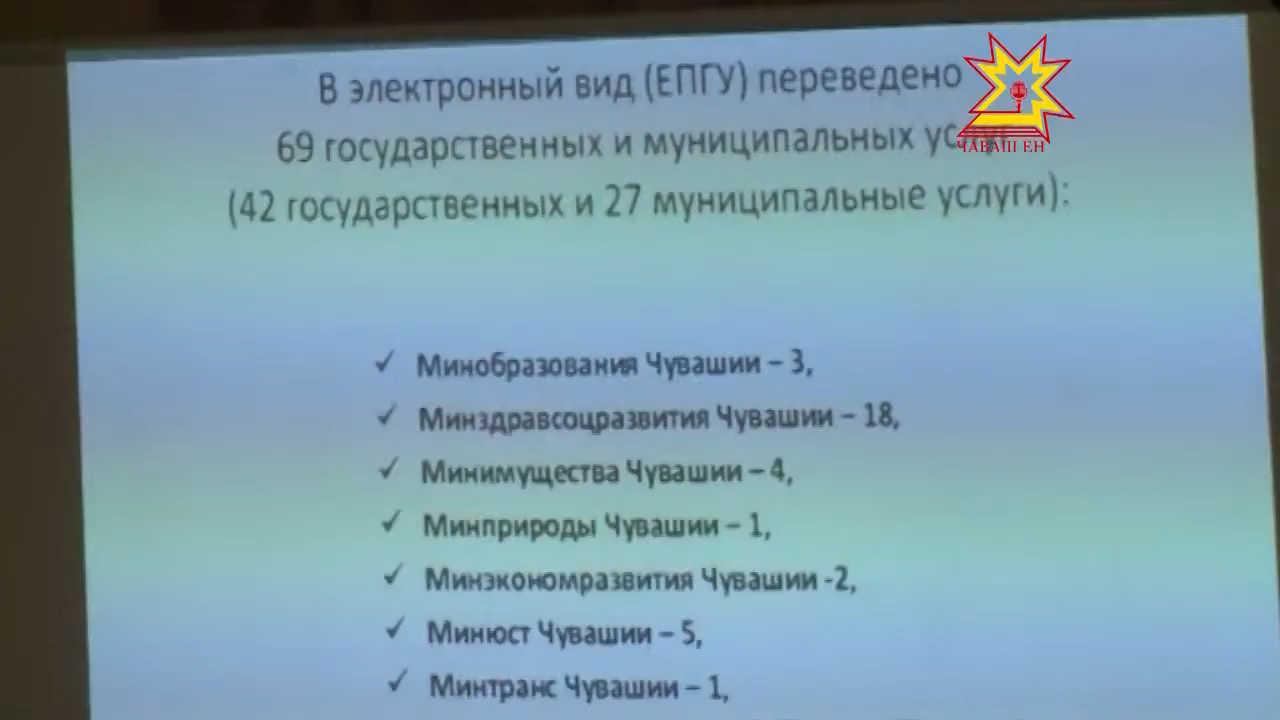 В электронный вид (ЕПГУ) переведено
69 государственных и муниципальных
ЧӐВАШ ЕН
(42 государственных и 27 муниципальные услуги):
✓ Минобразования Чувашии – 3,
✓ Минздравсоцразвития Чувашии – 18,
✓ Минимущества Чувашии – 4,
✓ Минприроды Чувашии – 1,
✓ Минэкономразвития Чувашии -2,
✓ Минюст Чувашии – 5,
✓ Минтранс Чувашии – 1,